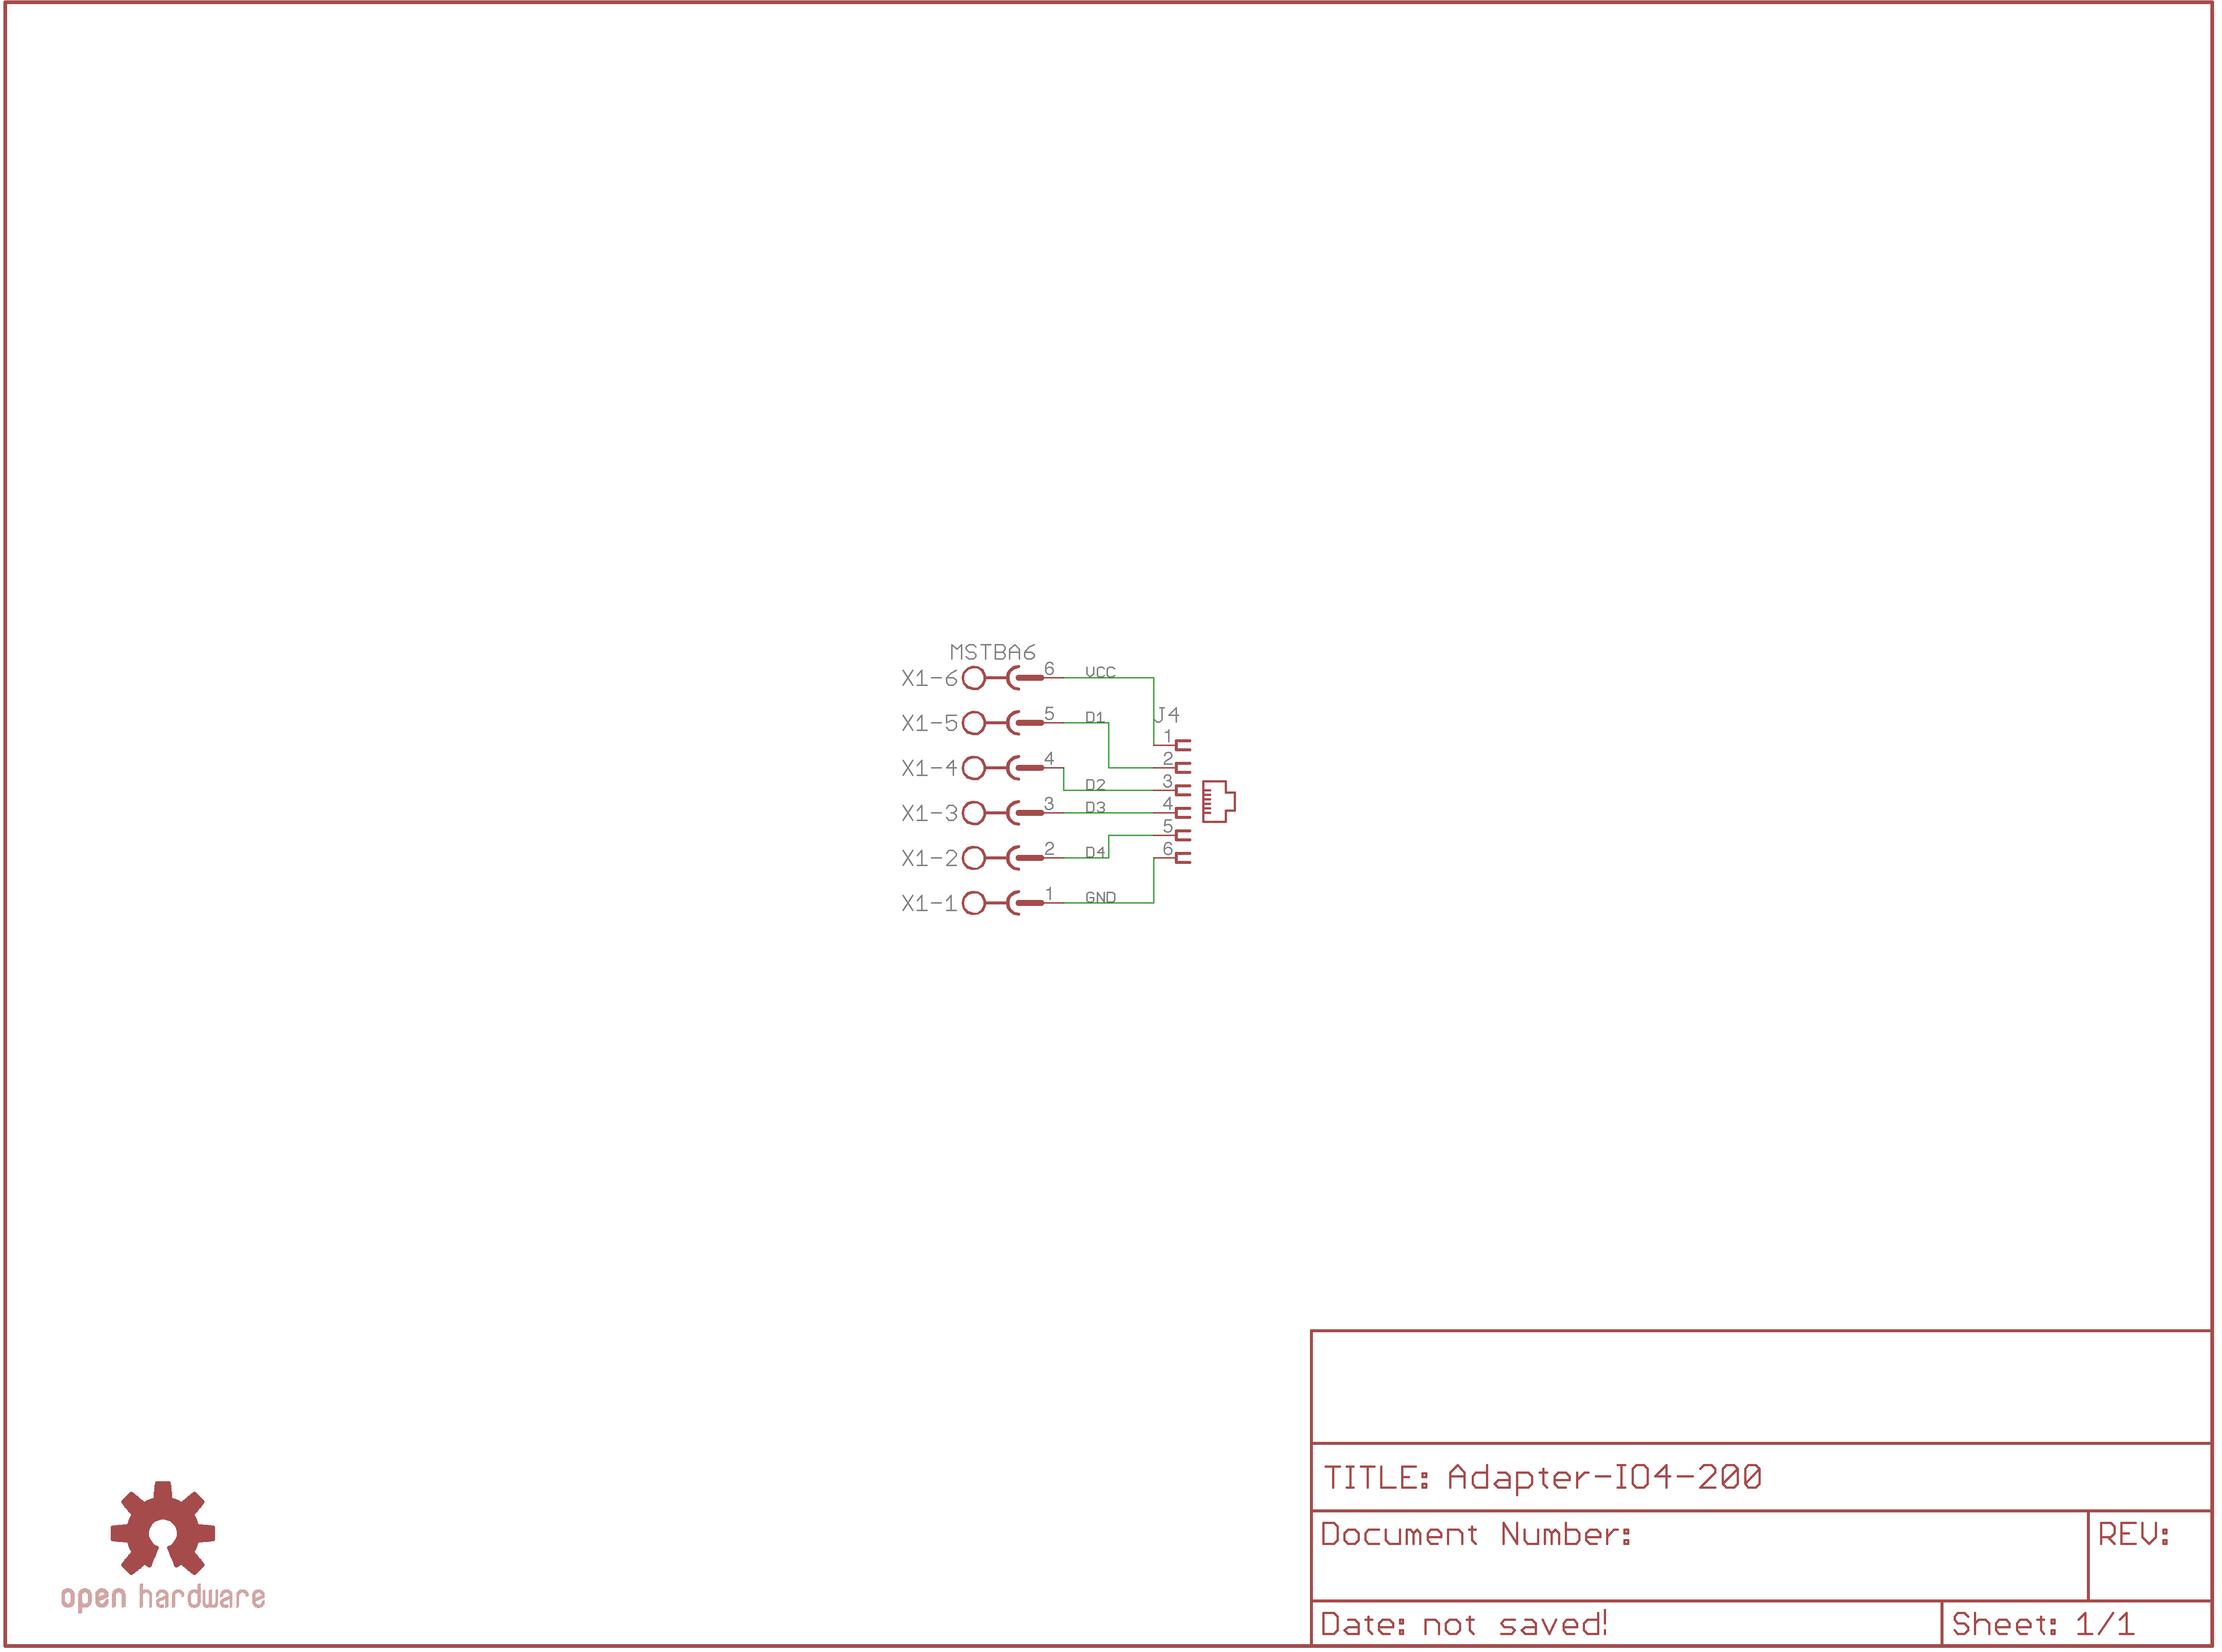 MSTBA6
X1-6 6 VCC
X1-5 5 D1 J4
1
X1-4 4 2
D2 3
X1-3 3 D3 4
5
X1-2 2 D4 6
X1-1 1 GND
TITLE: Adapter-IO4-200
Document Number:
REV:
open hardware
Date: not saved!
Sheet: 1/1